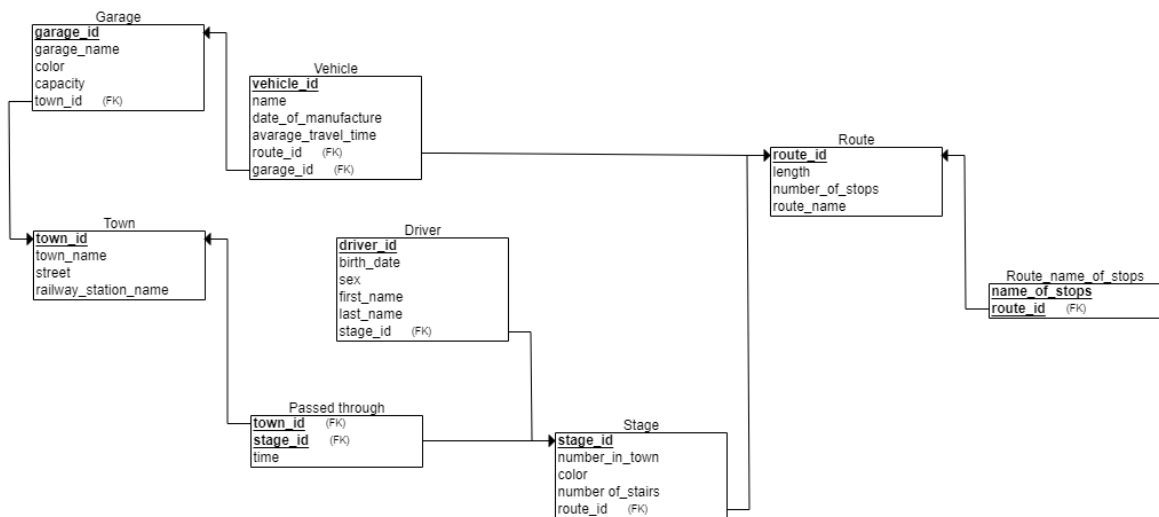 Garage
garage_id
garage_name
color
capacity
town_id (FK)
Vehicle
vehicle_id
name
date_of_manufacture
avarage_travel_time
route_id (FK)
garage_id (FK)
Route
route_id
length
number_of_stops
route_name
Town
town_id
town_name
street
railway_station_name
Driver
driver_id
birth_date
sex
first_name
last_name
stage_id (FK)
Route_name_of_stops
name_of_stops
route_id (FK)
Passed through
town_id (FK)
stage_id (FK)
time
Stage
stage_id
number_in_town
color
number of_stairs
route_id (FK)